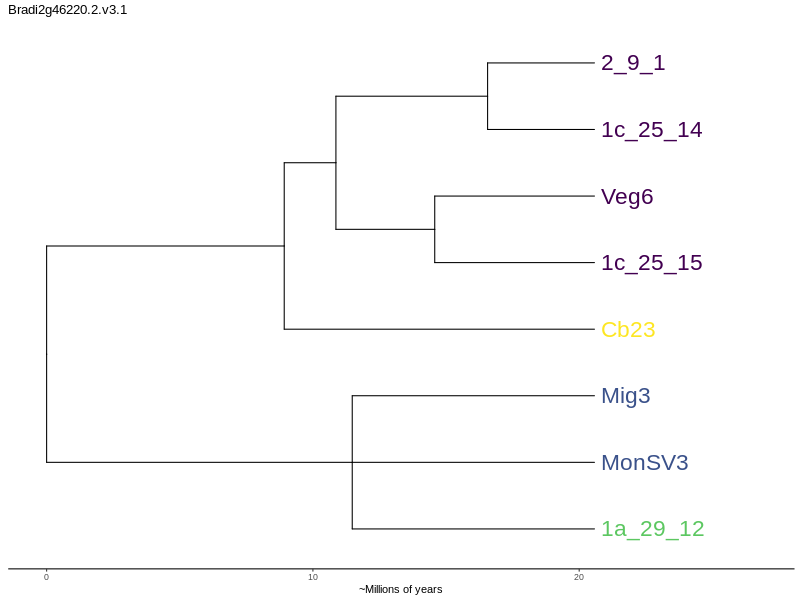 Bradi2g46220.2.v3.1
2_9_1
1c_25_14
Veg6
1c_25_15
Cb23
Mig3
MonSV3
1a_29_12
0 10 20
~Millions of years